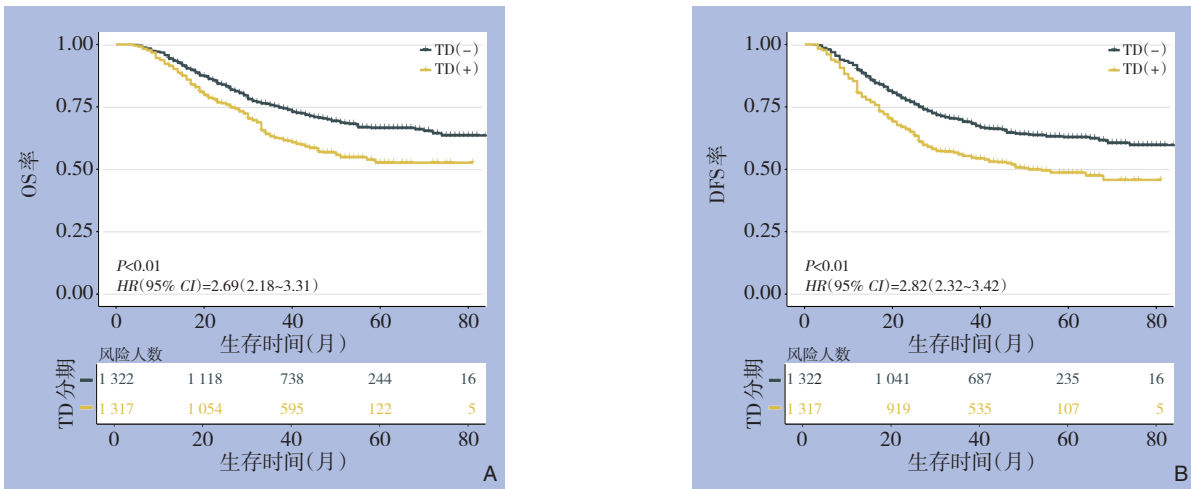 1.00
0.75
0.50
0.25
0.00
OS率
TD(-)
TD(+)
P<0.01
HR(95% CI)=2.69(2.18~3.31)
0 20 40 60 80
生存时间(月)
风险人数
TD分期
1 322 1 118 738 244 16
1 317 1 054 595 122 5
0 20 40 60 80
生存时间(月)
A
1.00
0.75
0.50
0.25
0.00
DFS率
TD(-)
TD(+)
P<0.01
HR(95% CI)=2.82(2.32~3.42)
0 20 40 60 80
生存时间(月)
风险人数
TD分期
1 322 1 041 687 235 16
1 317 919 535 107 5
0 20 40 60 80
生存时间(月)
B